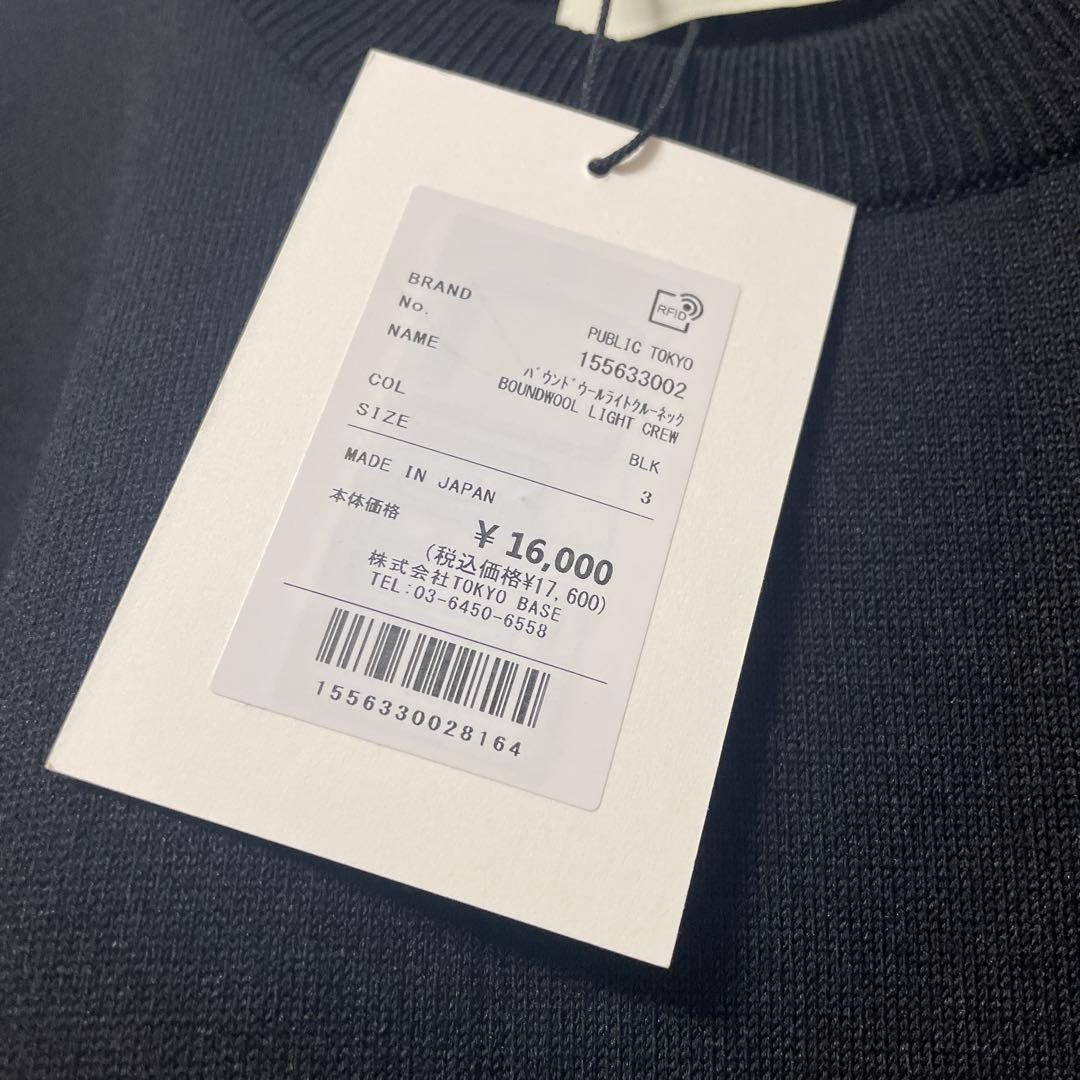 RFID
BRAND PUBLIC TOKYO
No. 155633002
NAME ﾊﾞｳﾝﾄﾞｳｰﾙﾗｲﾄｸﾙｰﾈｯｸ
BOUNDWOOL LIGHT CREW
COL BLK
SIZE 3
MADE IN JAPAN
本体価格 ¥ 16,000
(税込価格¥17,600)
株式会社TOKYO BASE
TEL:03-6450-6558
1556330028164